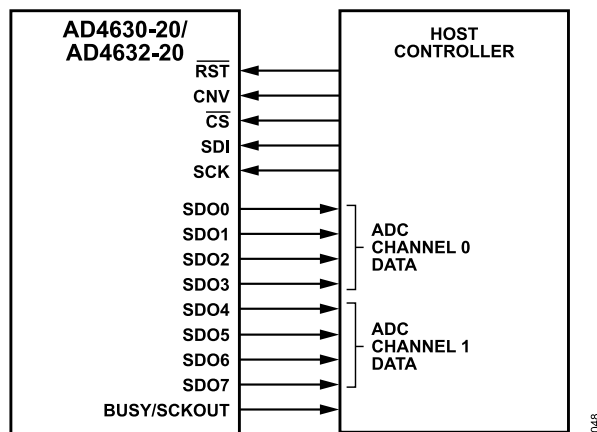 AD4630-20/
AD4632-20
HOST
CONTROLLER
RST
CNV
CS
SDI
SCK
SDO0
SDO1
SDO2
SDO3
SDO4
SDO5
SDO6
SDO7
BUSY/SCKOUT
ADC
CHANNEL 0
DATA
ADC
CHANNEL 1
DATA
048